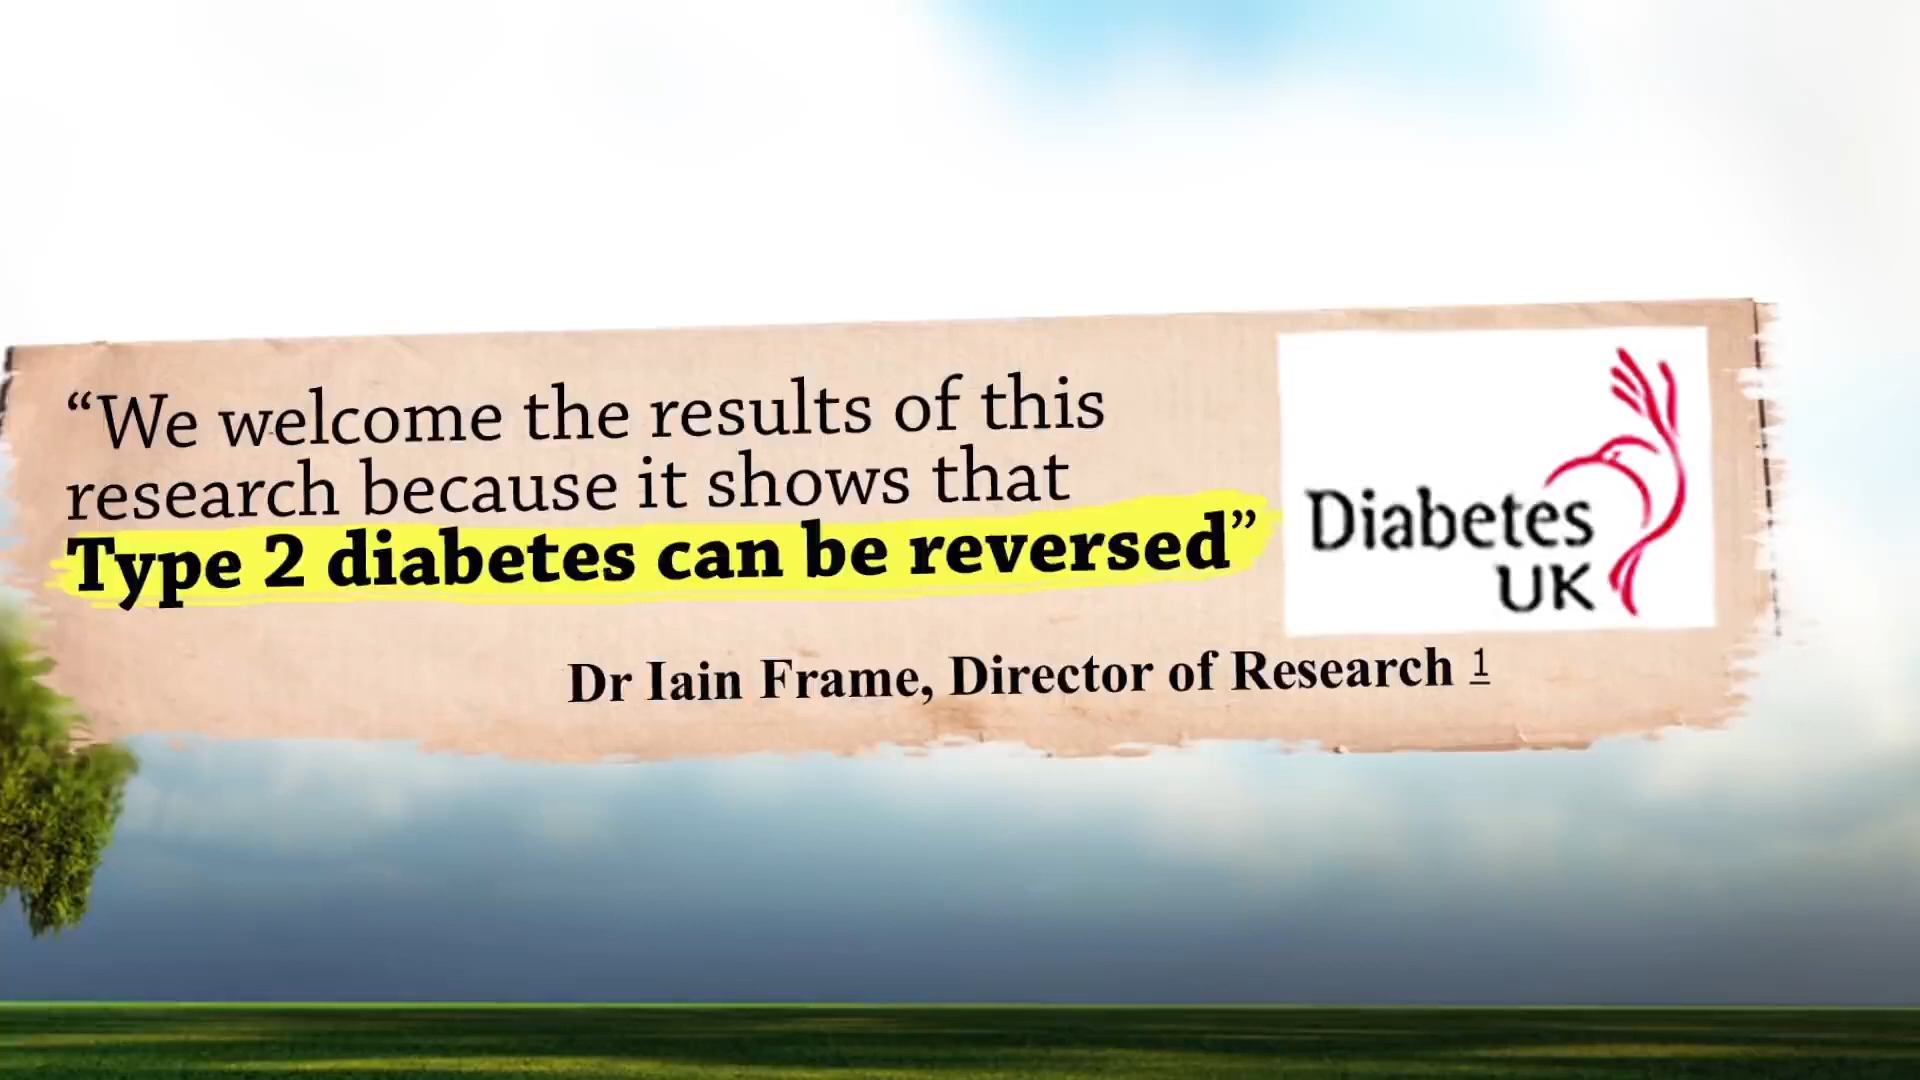 “We welcome the results of this
research because it shows that
Type 2 diabetes can be reversed”
Diabetes
UK
Dr Iain Frame, Director of Research 1